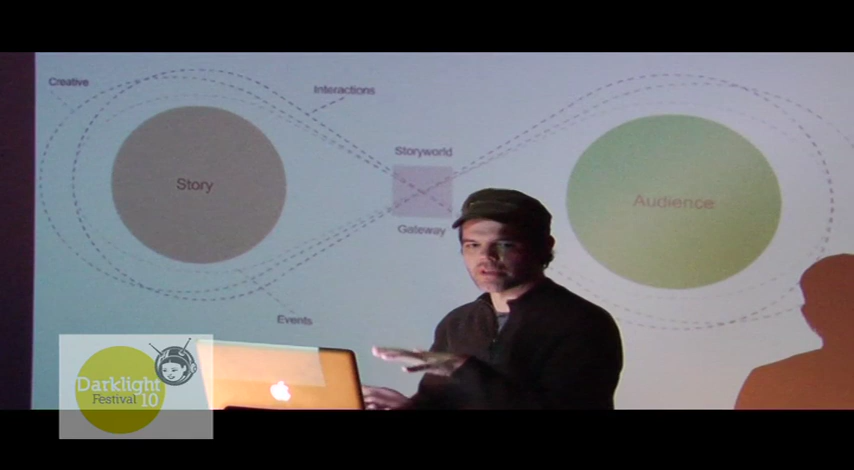 Creative
Interactions
Storyworld
Story
Audience
Gateway
Events
Darklight
Festival 10